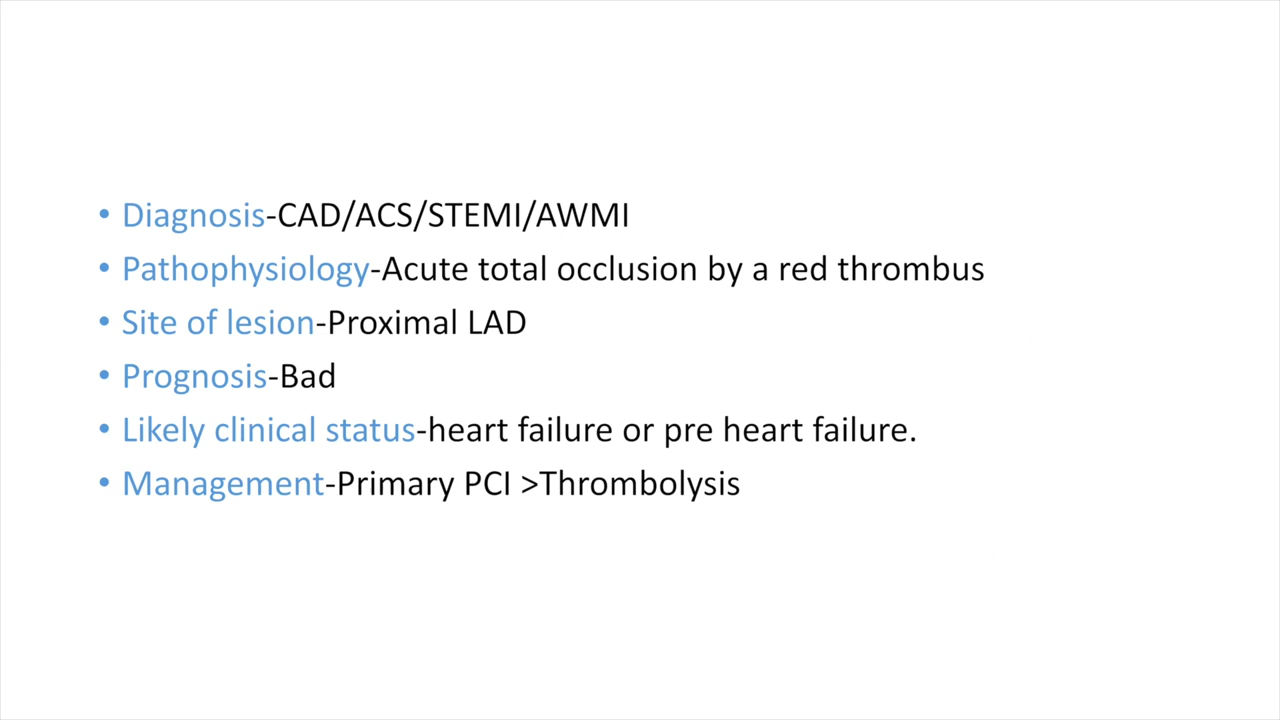 • Diagnosis-CAD/ACS/STEMI/AWMI
• Pathophysiology-Acute total occlusion by a red thrombus
• Site of lesion-Proximal LAD
• Prognosis-Bad
• Likely clinical status-heart failure or pre heart failure.
• Management-Primary PCI >Thrombolysis